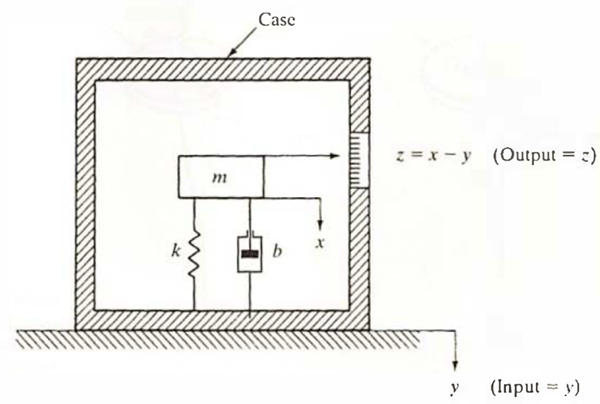 Case
z = x − y (Output = z)
m
k
b
x
y (Input = y)